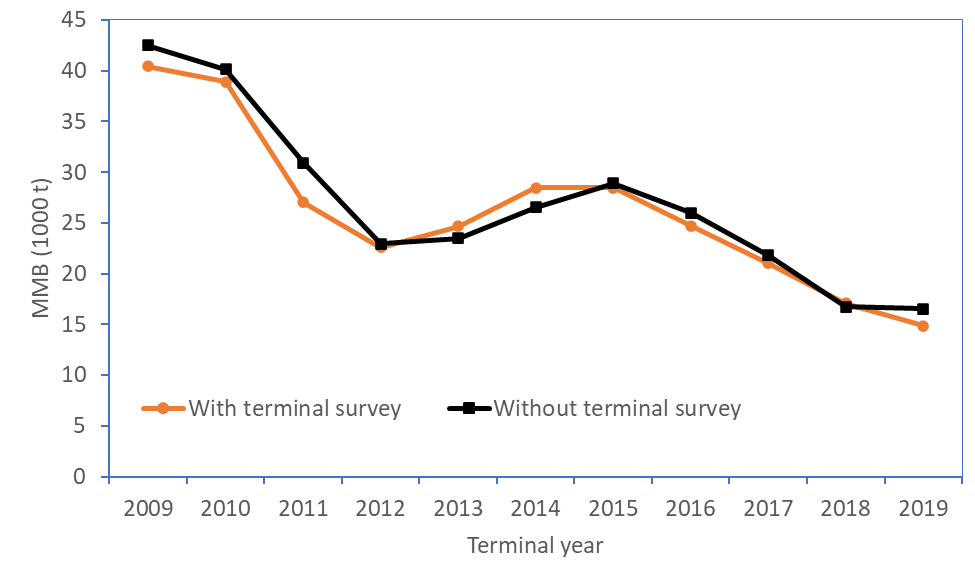 45
40
35
30
25
20
15
10
5
0
MMB (1000 t)
With terminal survey
Without terminal survey
2009 2010 2011 2012 2013 2014 2015 2016 2017 2018 2019
Terminal year